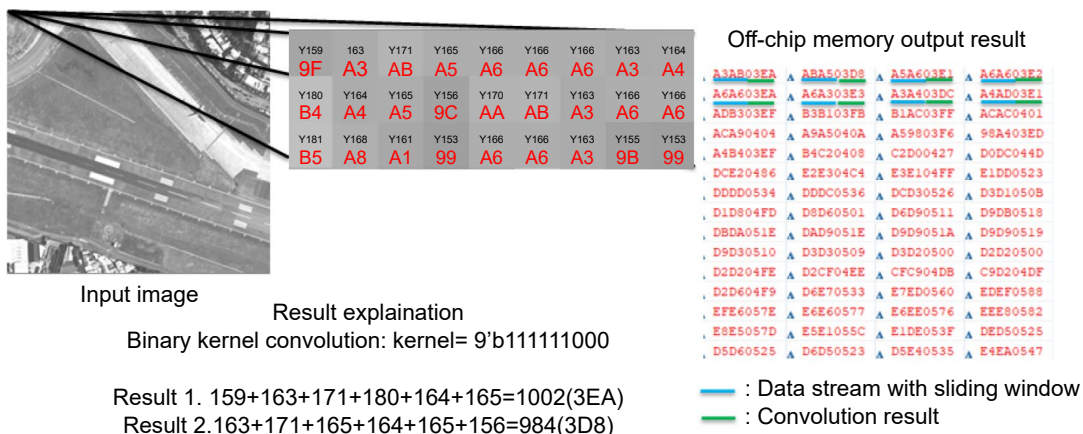 Y159 163 Y171 Y165 Y166 Y166 Y166 Y163 Y164
9F A3 AB A5 A6 A6 A6 A3 A4
Y180 Y164 Y165 Y156 Y170 Y171 Y163 Y166 Y166
B4 A4 A5 9C AA AB A3 A6 A6
Y181 Y168 Y161 Y153 Y166 Y166 Y163 Y155 Y153
B5 A8 A1 99 A6 A6 A3 9B 99
Input image
Result explaination
Binary kernel convolution: kernel= 9'b111111000
Result 1. 159+163+171+180+164+165=1002(3EA)
Result 2.163+171+165+164+165+156=984(3D8)
Off-chip memory output result
A3AB03EA ABA503D8 A5A603E1 A6A603E2
A6A603EA A6A303E3 A3A403DC A4AD03E1
ADB303EF B3B103FB B1AC03FF ACAC0401
ACA90404 A9A5040A A59803F6 98A403ED
A4B403EF B4C20408 C2D00427 D0DC044D
DCE20486 E2E304C4 E3E104FF E1DD0523
DDDD0534 DDDC0536 DCD30526 D3D1050B
D1D804FD D8D60501 D6D90511 D9DB0518
DBDA051E DAD9051E D9D9051A D9D90519
D9D30510 D3D30509 D3D20500 D2D20500
D2D204FE D2CF04EE CFC904DB C9D204DF
D2D604F9 D6E70533 E7ED0560 EDEF0588
EFE6057E E6E60577 E6EE0576 EEE80582
E8E5057D E5E1055C E1DE053F DED50525
D5D60525 D6D50523 D5E40535 E4EA0547
: Data stream with sliding window
: Convolution result